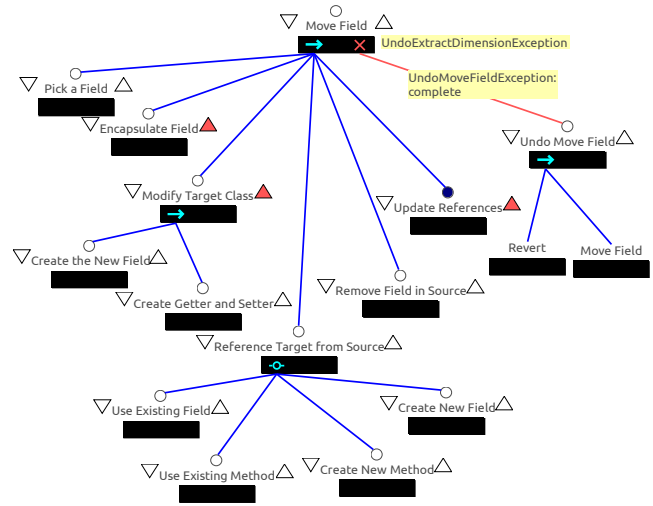 Move Field
UndoExtractDimensionException
UndoMoveFieldException:
complete
Pick a Field
Encapsulate Field
Undo Move Field
Modify Target Class
Update References
Revert
Move Field
Create the New Field
Create Getter and Setter
Remove Field in Source
Reference Target from Source
Use Existing Field
Create New Field
Use Existing Method
Create New Method